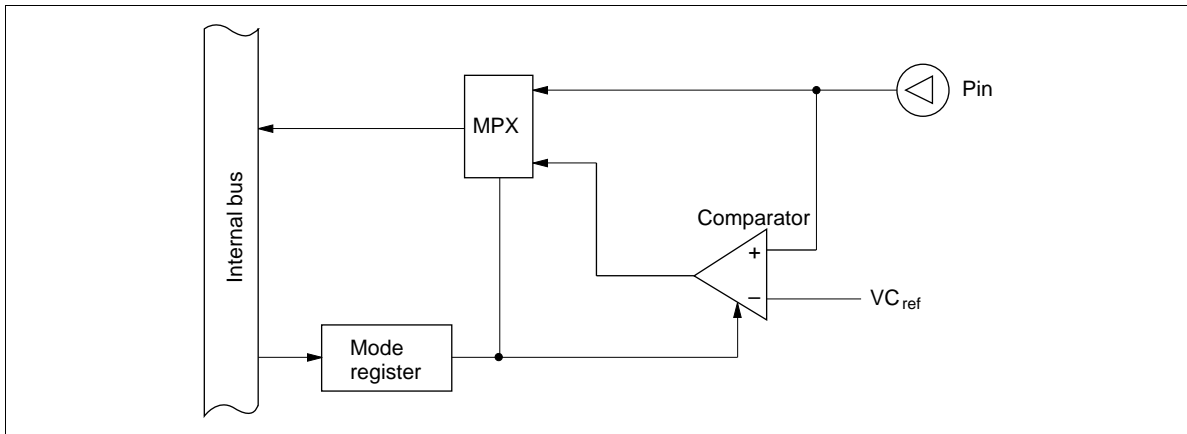 MPX
Pin
Internal bus
Comparator
+
−
VCref
Mode
register